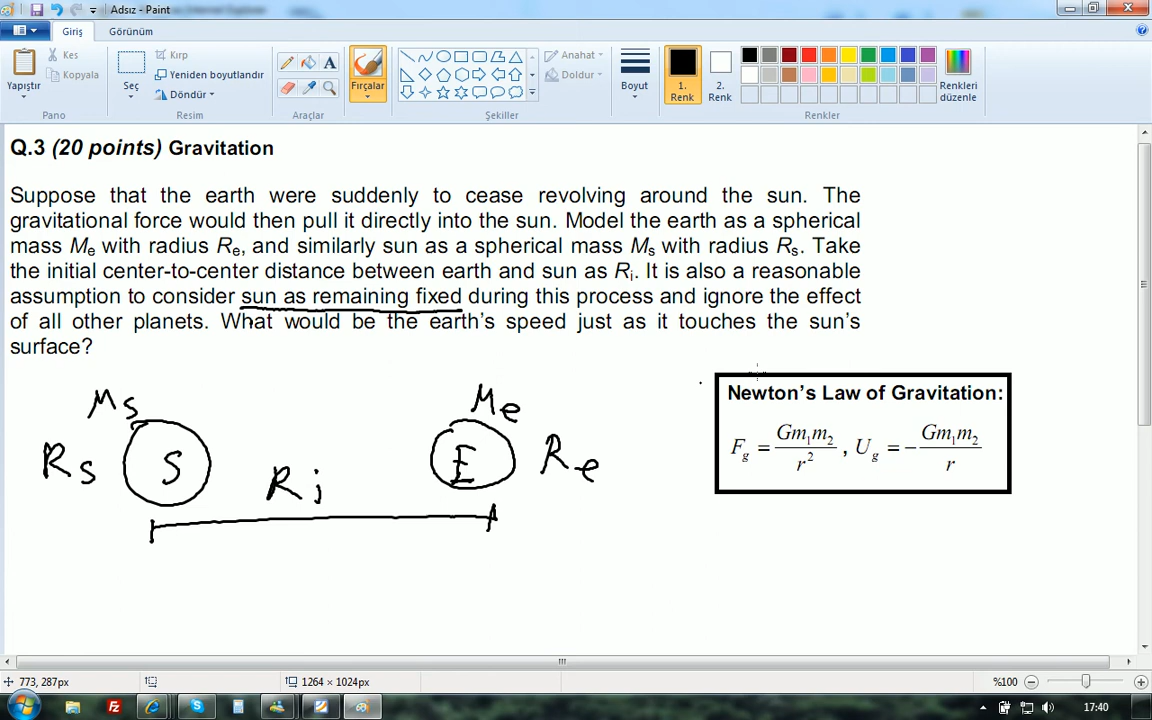 Adsız - Paint
Giriş Görünüm
Yapıştır
Kes
Kopyala
Pano
Seç
Kırp
Yeniden boyutlandır
Döndür
Resim
A
Araçlar
Fırçalar
Şekiller
Anahat
Doldur
Boyut
1. Renk
2. Renk
Renkler
Renkleri düzenle
Q.3 (20 points) Gravitation
Suppose that the earth were suddenly to cease revolving around the sun. The
gravitational force would then pull it directly into the sun. Model the earth as a spherical
mass Me with radius Re, and similarly sun as a spherical mass Ms with radius Rs. Take
the initial center-to-center distance between earth and sun as Ri. It is also a reasonable
assumption to consider sun as remaining fixed during this process and ignore the effect
of all other planets. What would be the earth's speed just as it touches the sun's
surface?
Ms
Me
Rs S Ri E Re
Newton's Law of Gravitation:
Fg = Gm1m2 / r², Ug = - Gm1m2 / r
773, 287px
1264 × 1024px
%100
17:40